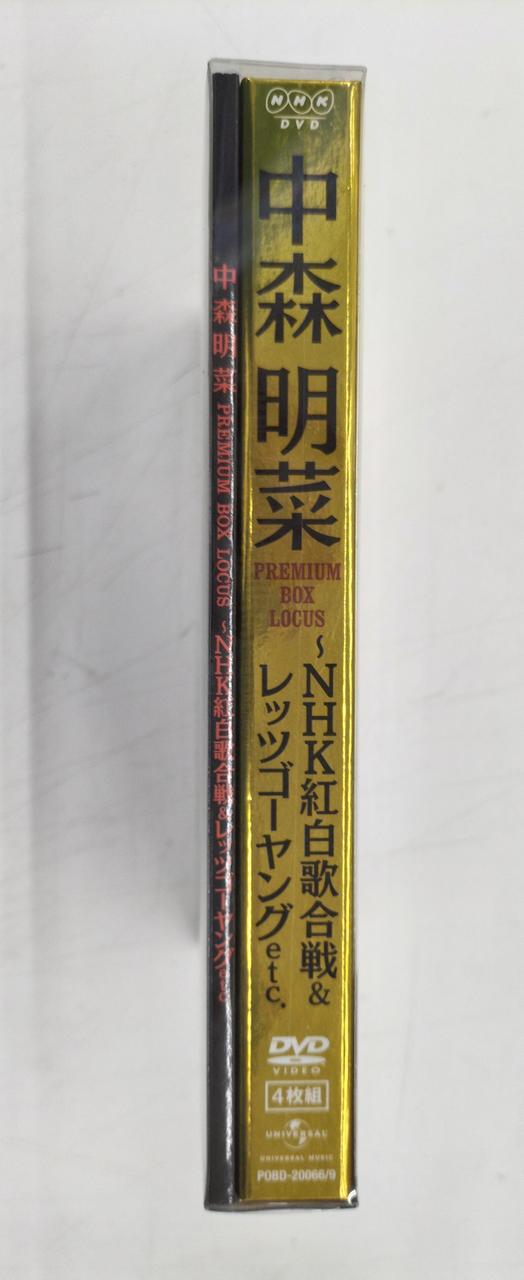 NHK
DVD
中森明菜
PREMIUM
BOX
LOCUS
～NHK紅白歌合戦&
レッツゴーヤングetc.
DVD
VIDEO
4枚組
UNIVERSAL
UNIVERSAL MUSIC
POBD-20066/9
中森明菜 PREMIUM BOX LOCUS ～NHK紅白歌合戦&レッツゴーヤングetc.